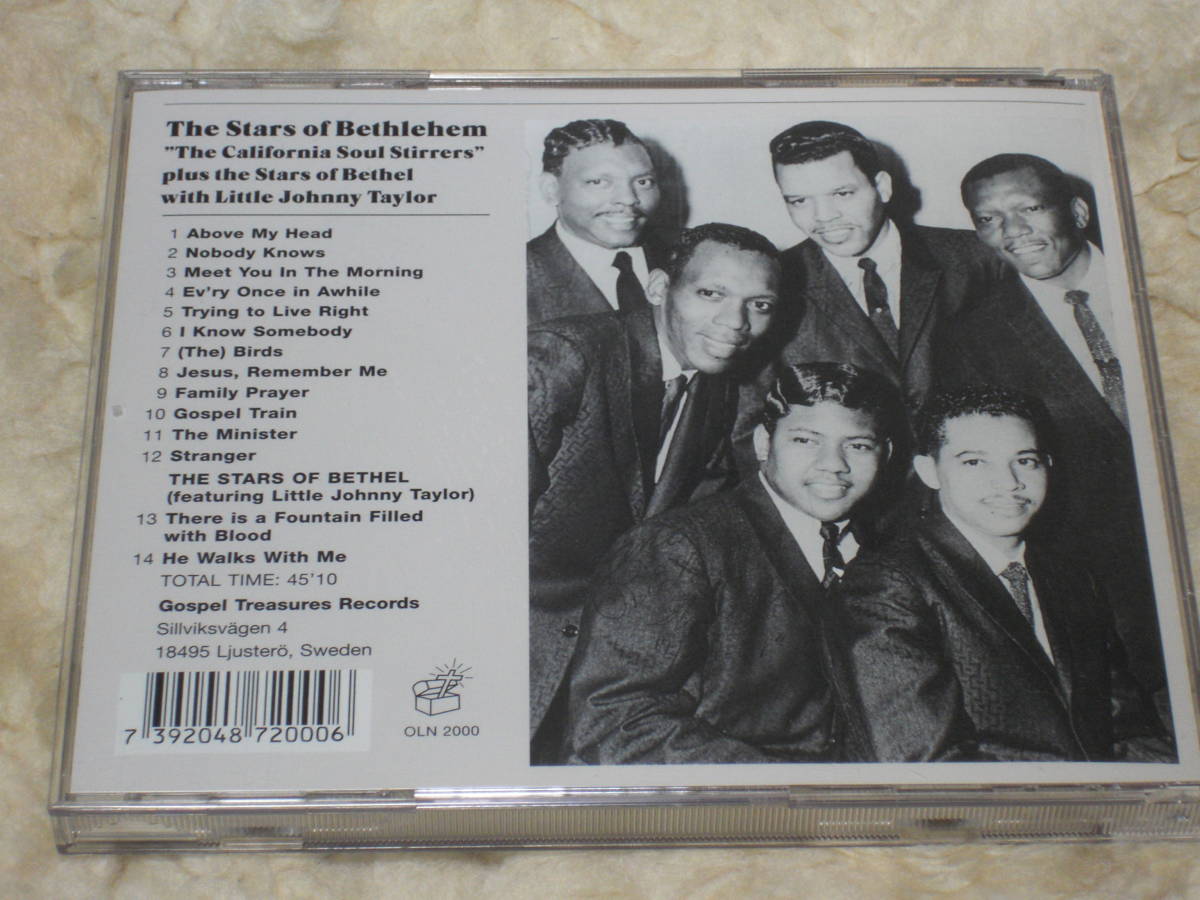 The Stars of Bethlehem
"The California Soul Stirrers"
plus the Stars of Bethel
with Little Johnny Taylor
1 Above My Head
2 Nobody Knows
3 Meet You In The Morning
4 Ev'ry Once in Awhile
5 Trying to Live Right
6 I Know Somebody
7 (The) Birds
8 Jesus, Remember Me
9 Family Prayer
10 Gospel Train
11 The Minister
12 Stranger
THE STARS OF BETHEL
(featuring Little Johnny Taylor)
13 There is a Fountain Filled
with Blood
14 He Walks With Me
TOTAL TIME: 45'10
Gospel Treasures Records
Sillviksvägen 4
18495 Ljusterö, Sweden
7 392048 720006
OLN 2000